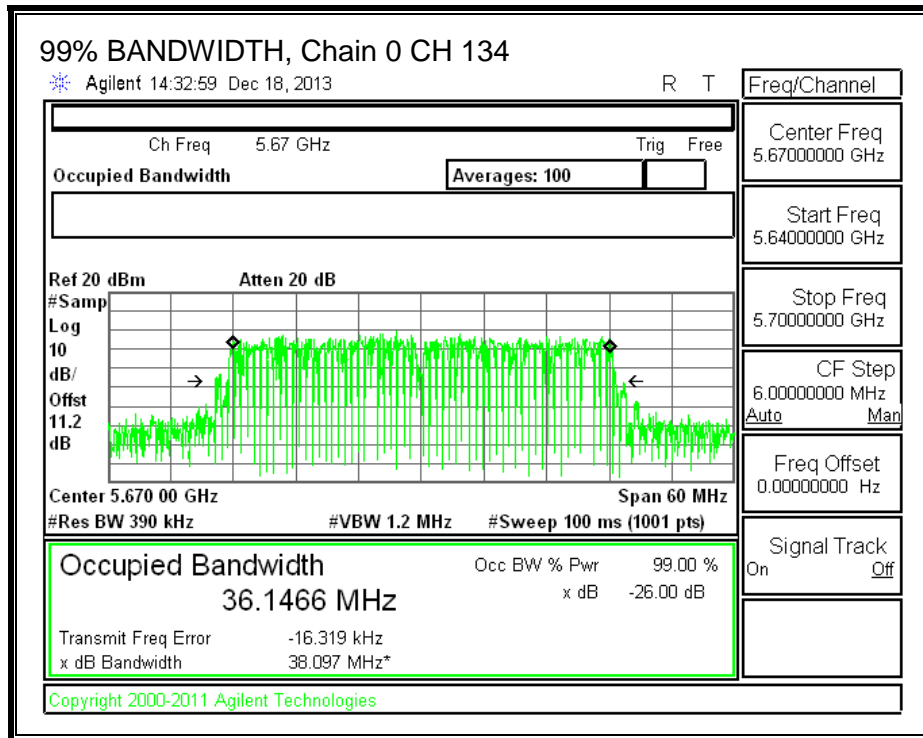 99% BANDWIDTH, Chain 0 CH 134
Agilent 14:32:59 Dec 18, 2013 R T
Freq/Channel
Ch Freq 5.67 GHz Trig Free
Occupied Bandwidth Averages: 100
Center Freq
5.67000000 GHz
Start Freq
5.64000000 GHz
Stop Freq
5.70000000 GHz
CF Step
6.00000000 MHz
Auto Man
Freq Offset
0.00000000 Hz
Signal Track
On Off
Ref 20 dBm Atten 20 dB
#Samp
Log
10
dB/
Offst
11.2
dB
Center 5.670 00 GHz Span 60 MHz
#Res BW 390 kHz #VBW 1.2 MHz #Sweep 100 ms (1001 pts)
Occupied Bandwidth Occ BW % Pwr 99.00 %
36.1466 MHz x dB -26.00 dB
Transmit Freq Error -16.319 kHz
x dB Bandwidth 38.097 MHz*
Copyright 2000-2011 Agilent Technologies